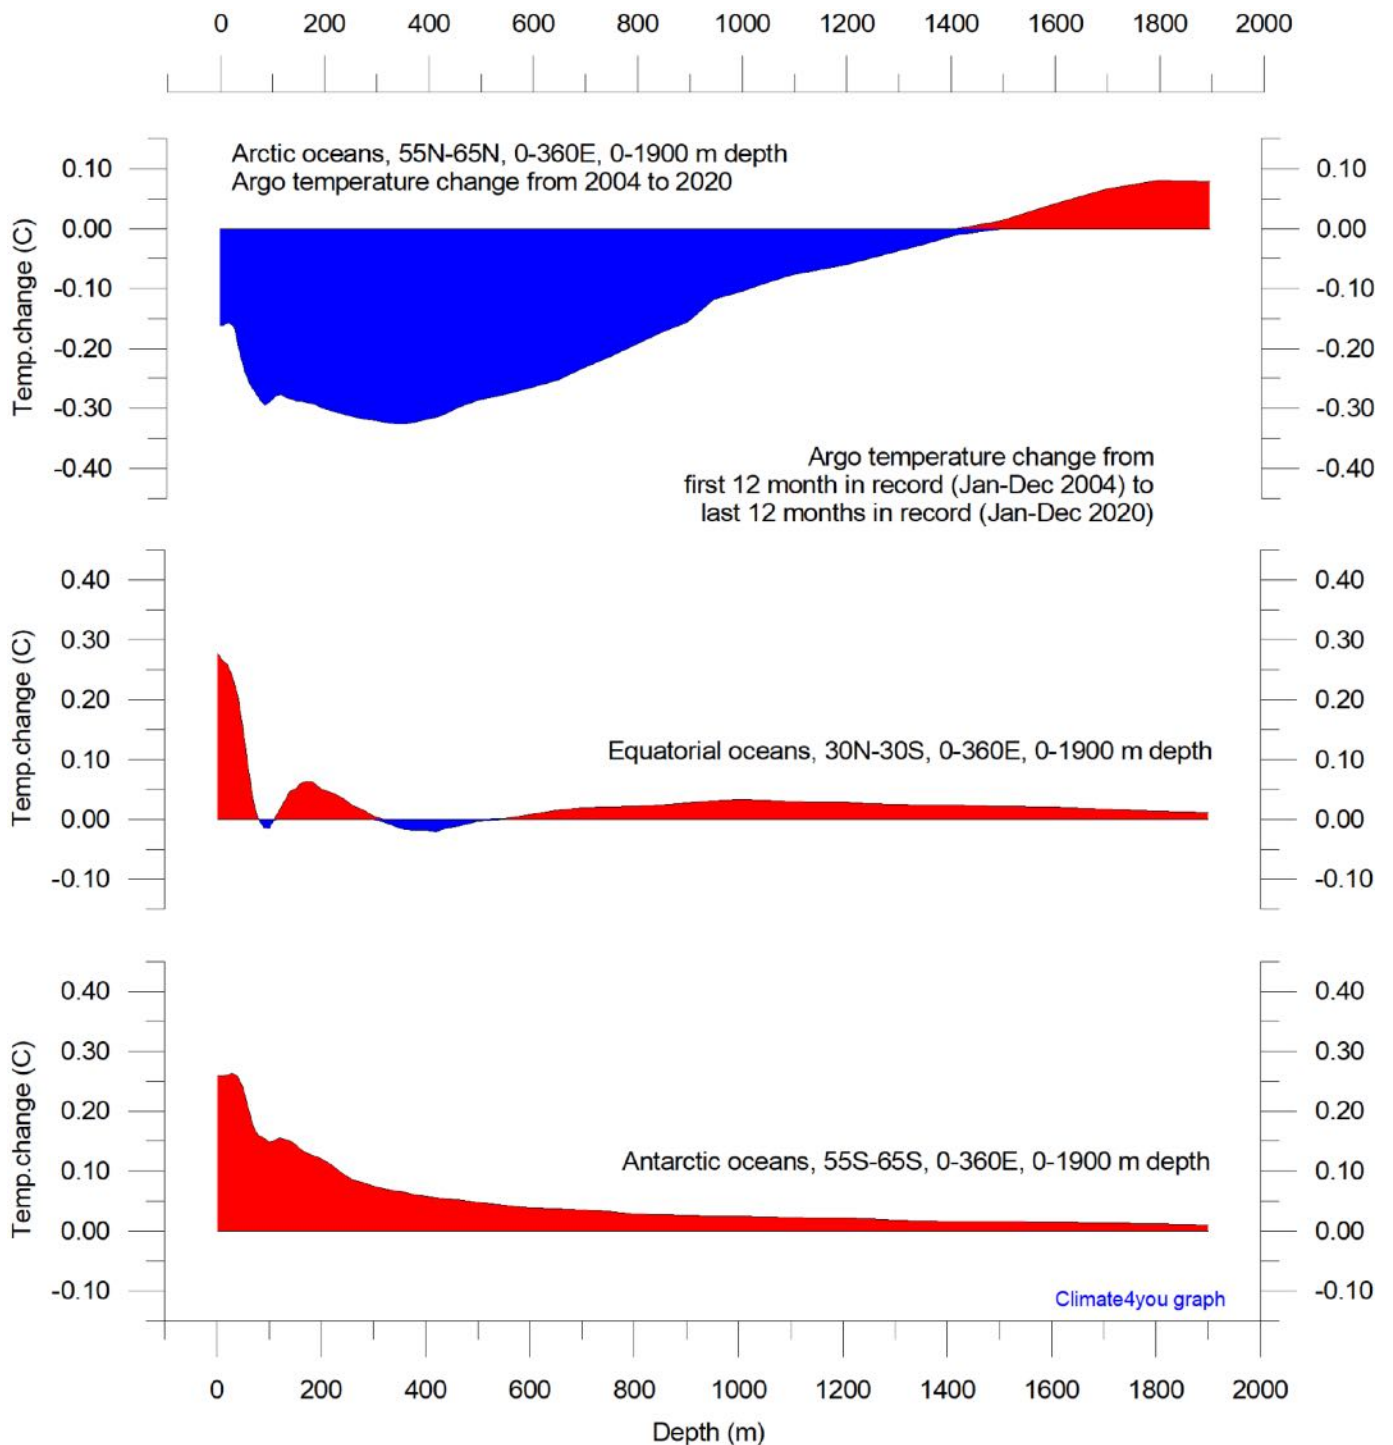 0 200 400 600 800 1000 1200 1400 1600 1800 2000
Arctic oceans, 55N-65N, 0-360E, 0-1900 m depth
Argo temperature change from 2004 to 2020
0.10 0.10
0.00 0.00
-0.10 -0.10
-0.20 -0.20
-0.30 -0.30
-0.40 -0.40
Temp.change (C)
Argo temperature change from
first 12 month in record (Jan-Dec 2004) to
last 12 months in record (Jan-Dec 2020)
0.40 0.40
0.30 0.30
0.20 0.20
0.10 0.10
0.00 0.00
-0.10 -0.10
Temp.change (C)
Equatorial oceans, 30N-30S, 0-360E, 0-1900 m depth
0.40 0.40
0.30 0.30
0.20 0.20
0.10 0.10
0.00 0.00
-0.10 -0.10
Temp.change (C)
Antarctic oceans, 55S-65S, 0-360E, 0-1900 m depth
Climate4you graph
0 200 400 600 800 1000 1200 1400 1600 1800 2000
Depth (m)